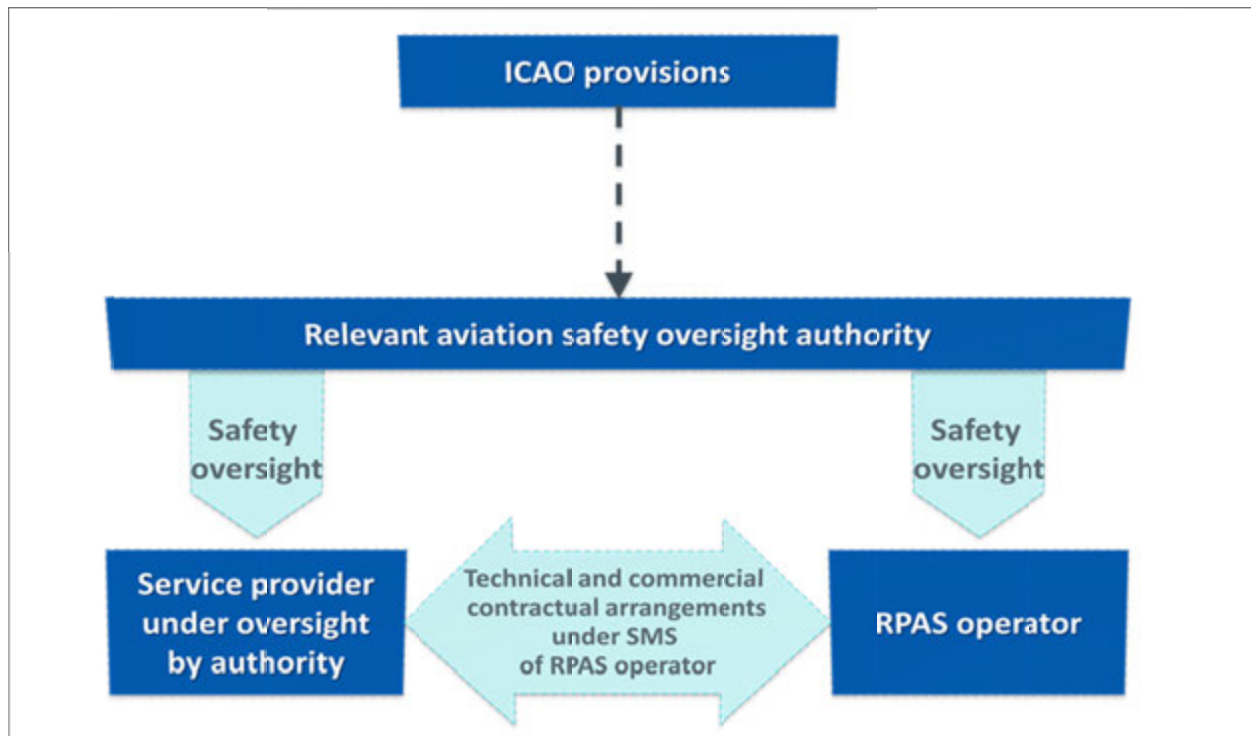 ICAO provisions
Relevant aviation safety oversight authority
Safety
oversight
Safety
oversight
Service provider
under oversight
by authority
Technical and commercial
contractual arrangements
under SMS
of RPAS operator
RPAS operator